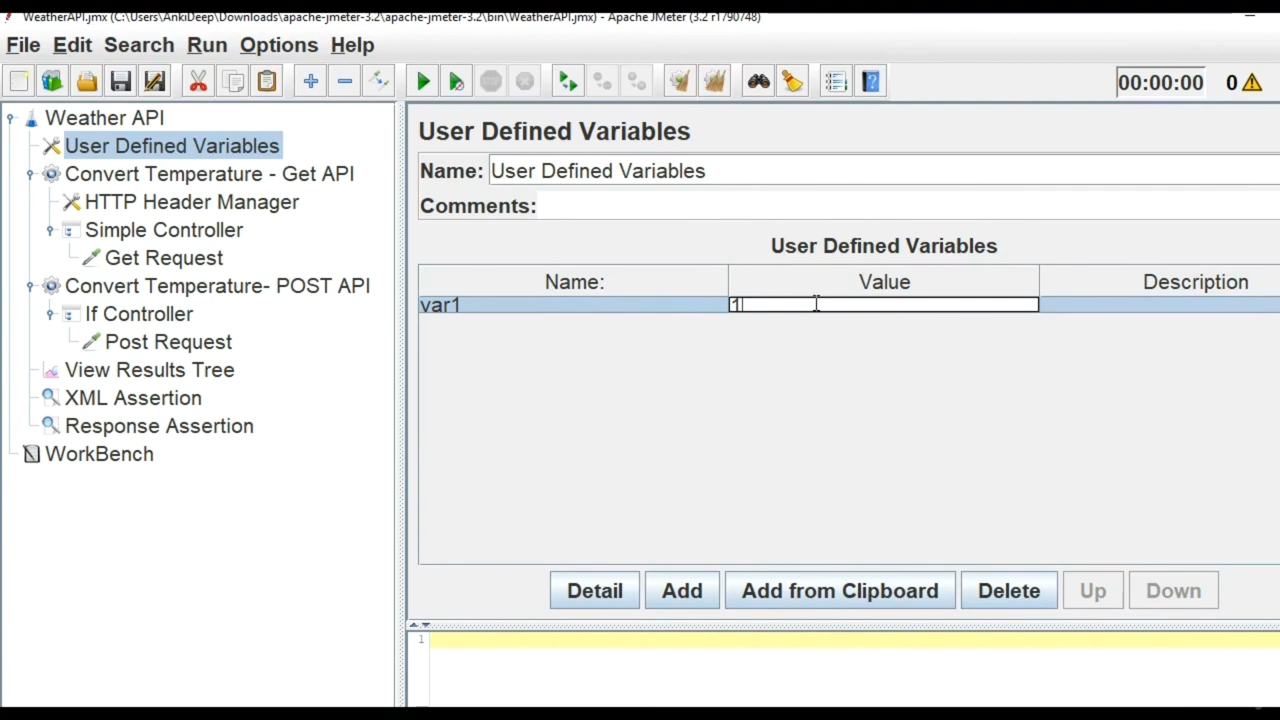 WeatherAPI.jmx (C:\Users\AnkiDeep\Downloads\apache-jmeter-3.2\apache-jmeter-3.2\bin\WeatherAPI.jmx) - Apache JMeter (3.2 r1790748)
File Edit Search Run Options Help
00:00:00 0
Weather API
User Defined Variables
Convert Temperature - Get API
HTTP Header Manager
Simple Controller
Get Request
Convert Temperature- POST API
If Controller
Post Request
View Results Tree
XML Assertion
Response Assertion
WorkBench
User Defined Variables
Name: User Defined Variables
Comments:
User Defined Variables
Name: Value Description
var1 1
Detail Add Add from Clipboard Delete Up Down
1